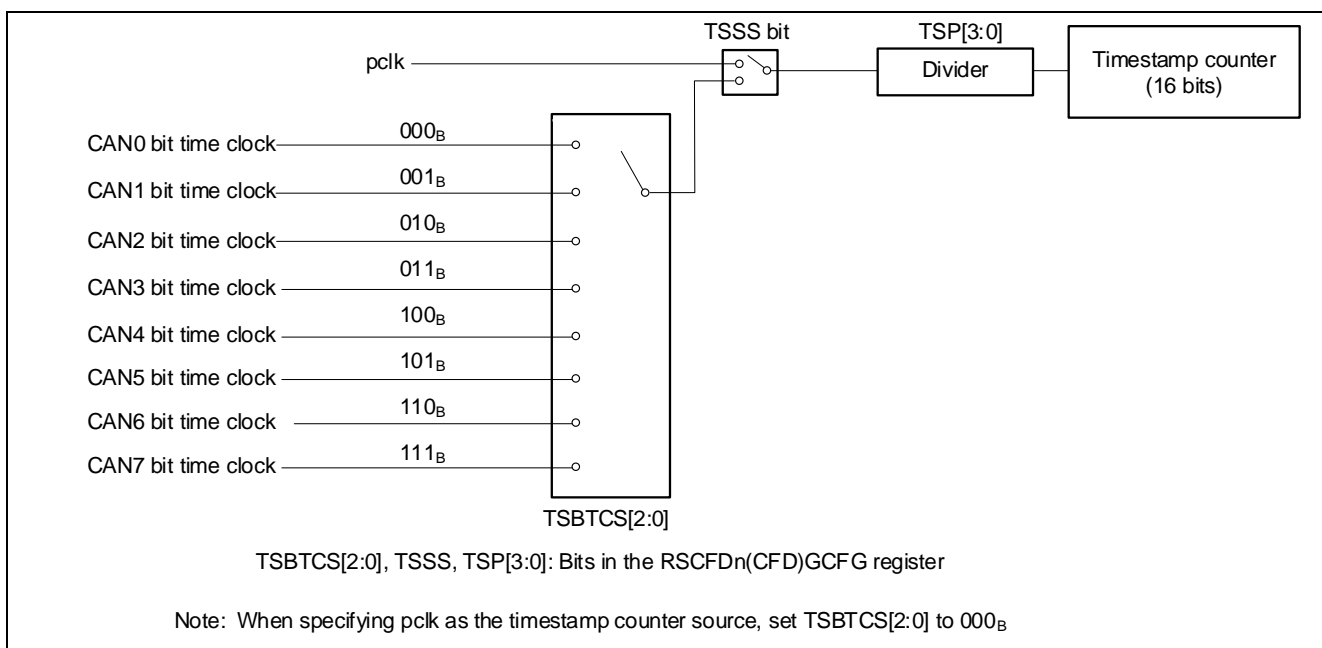 TSSS bit
TSP[3:0]
pclk
Divider
Timestamp counter
(16 bits)
CAN0 bit time clock 000B
CAN1 bit time clock 001B
CAN2 bit time clock 010B
CAN3 bit time clock 011B
CAN4 bit time clock 100B
CAN5 bit time clock 101B
CAN6 bit time clock 110B
CAN7 bit time clock 111B
TSBTCS[2:0]
TSBTCS[2:0], TSSS, TSP[3:0]: Bits in the RSCFDn(CFD)GCFG register
Note: When specifying pclk as the timestamp counter source, set TSBTCS[2:0] to 000B